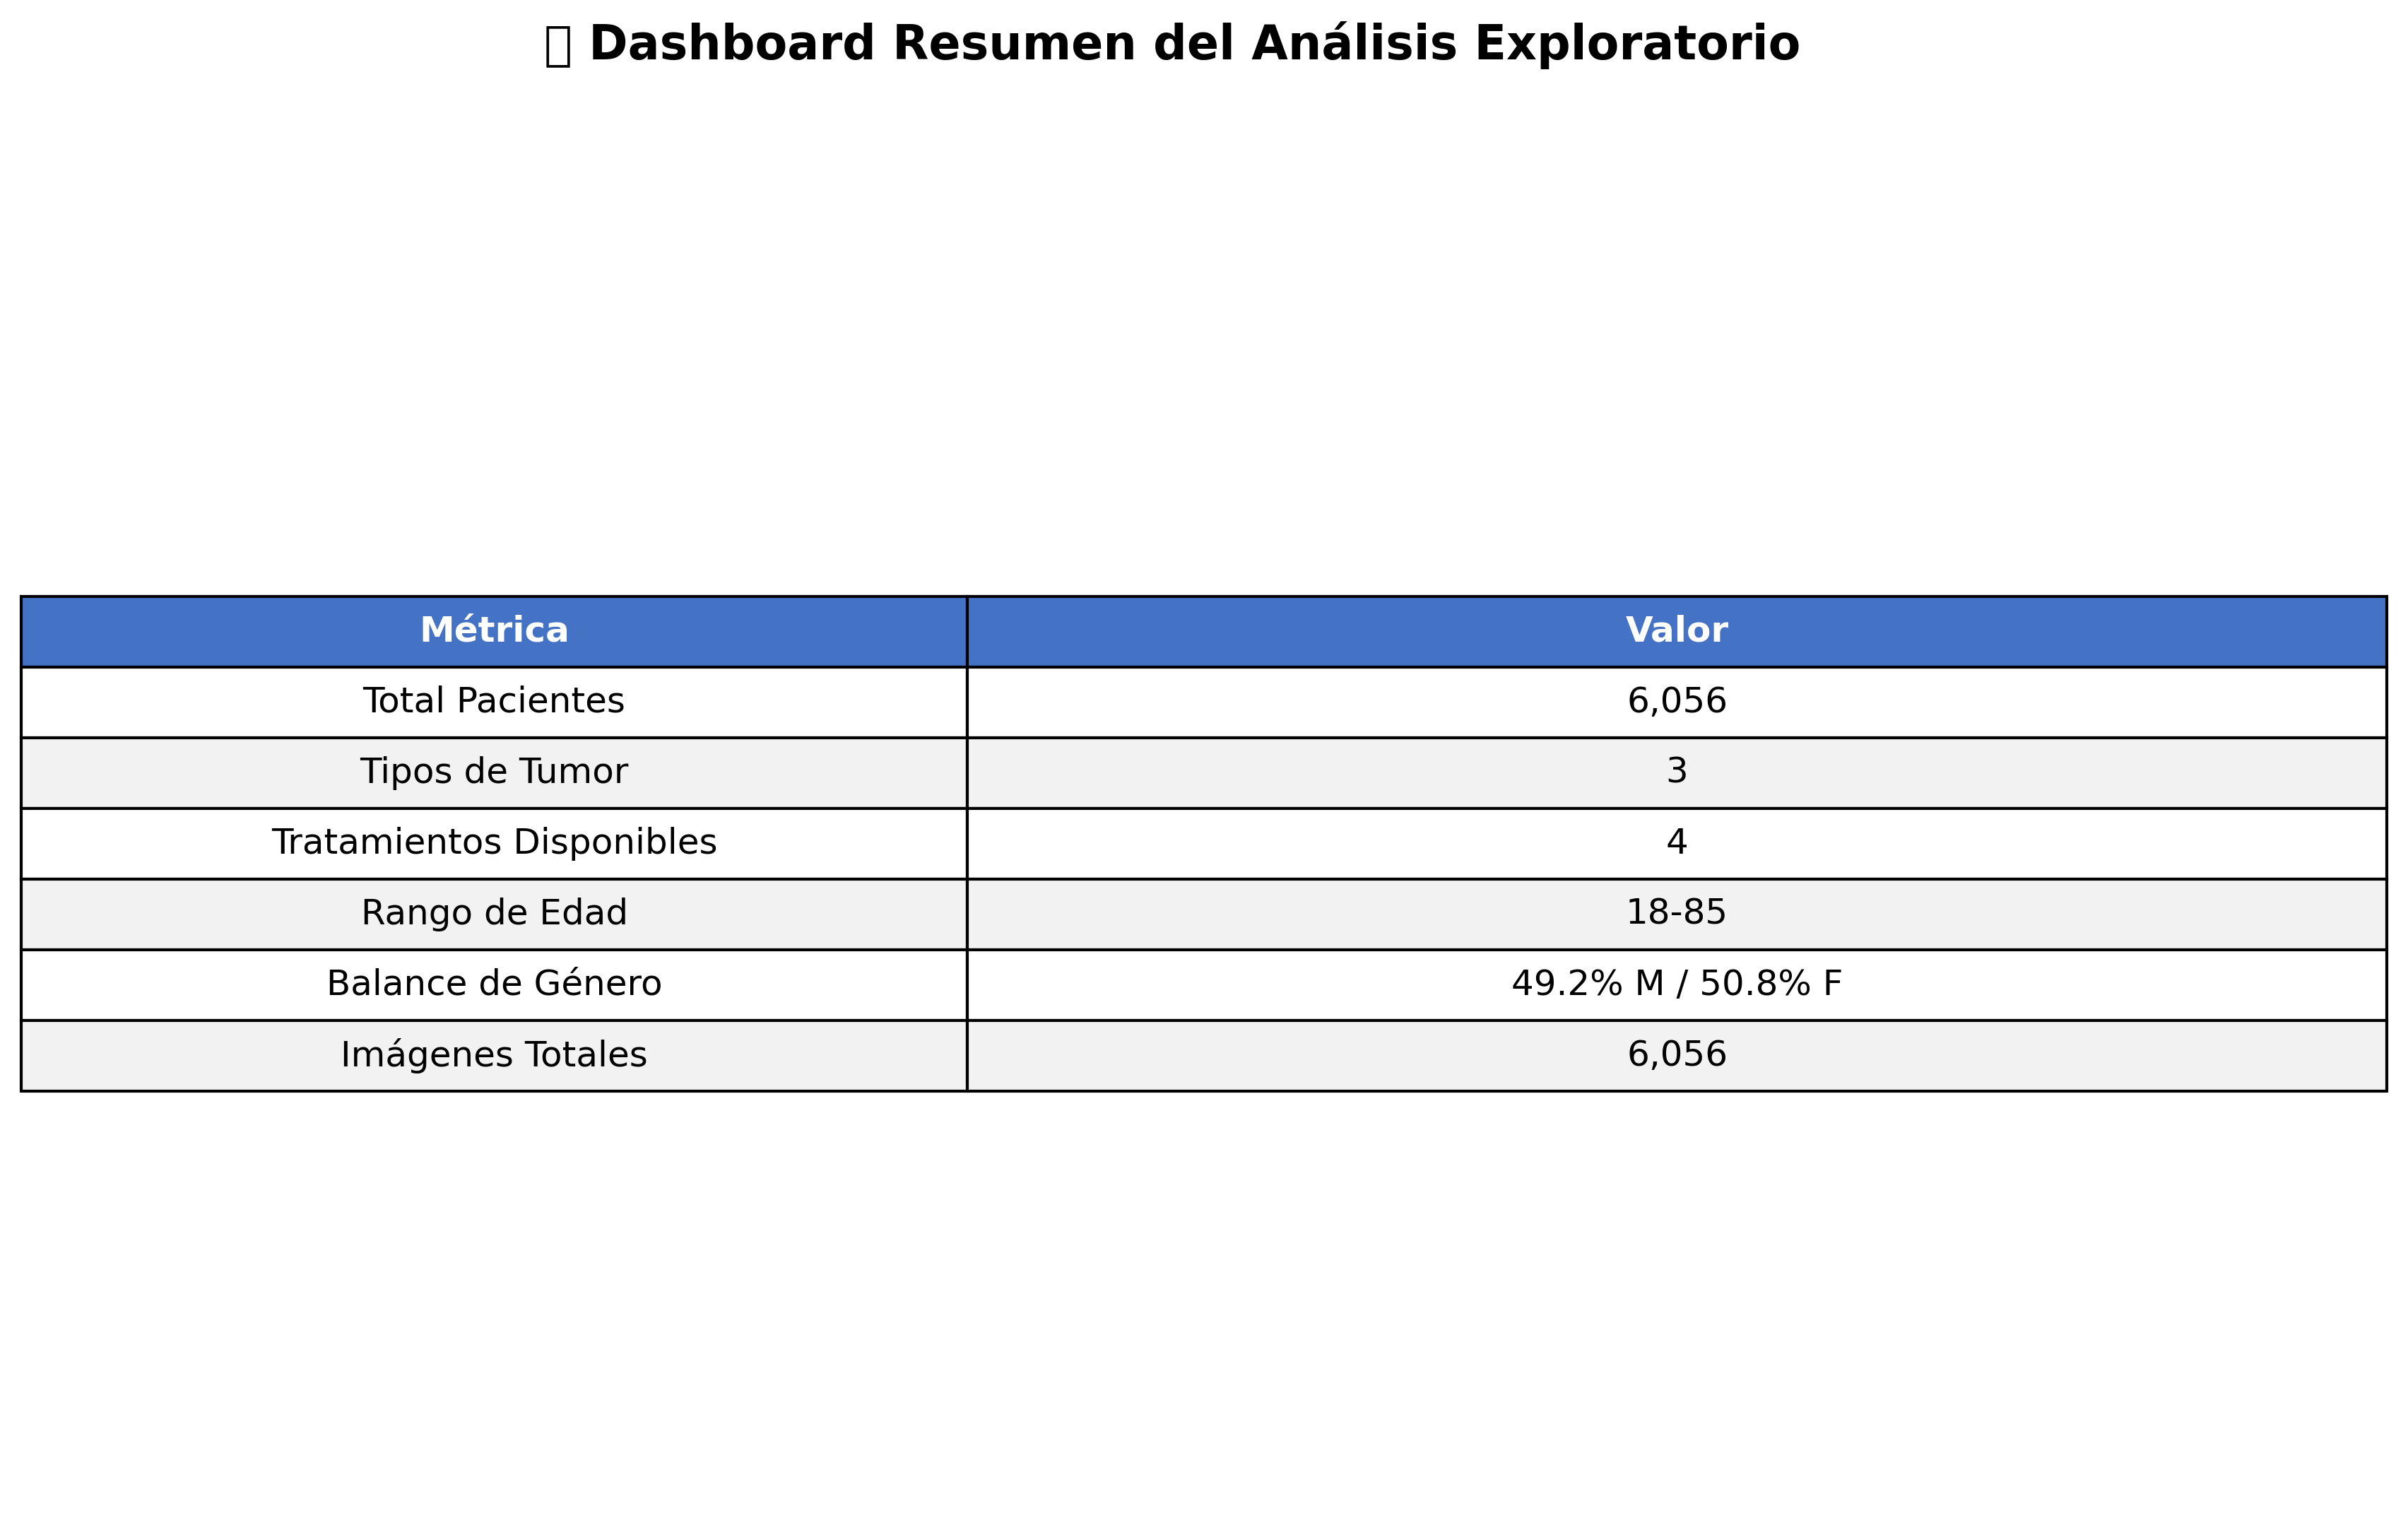 Dashboard Resumen del Análisis Exploratorio
Métrica Valor
Total Pacientes 6,056
Tipos de Tumor 3
Tratamientos Disponibles 4
Rango de Edad 18-85
Balance de Género 49.2% M / 50.8% F
Imágenes Totales 6,056